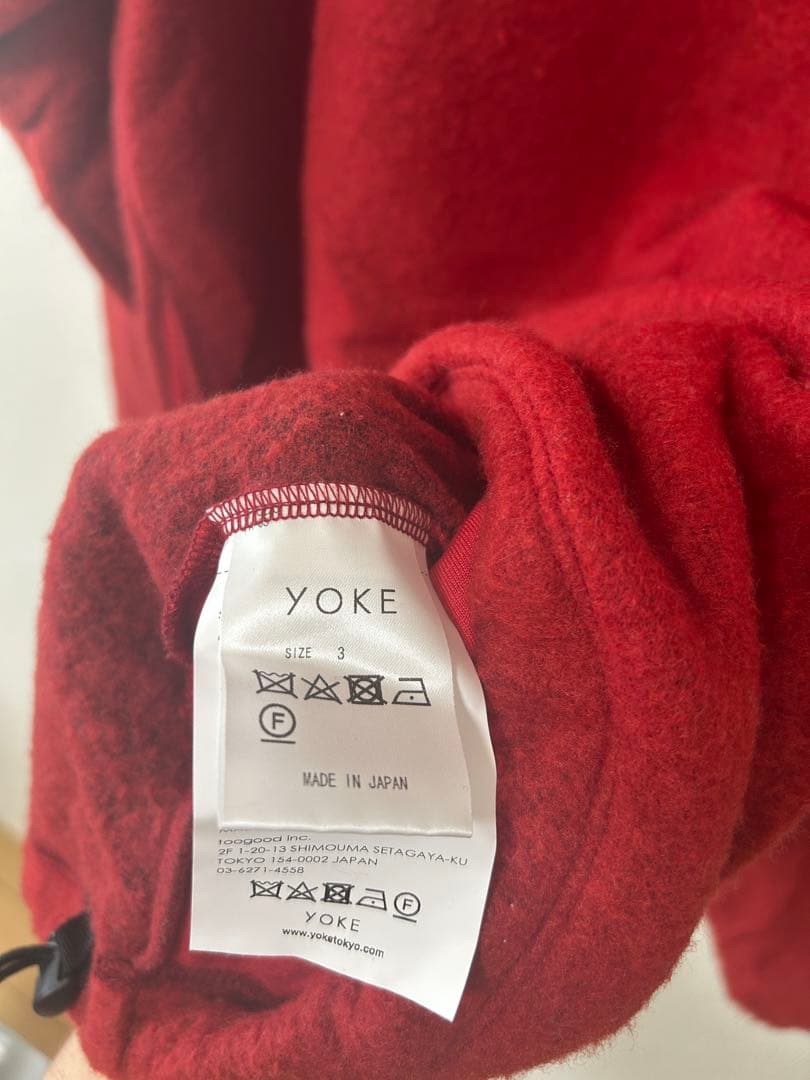 YOKE
SIZE 3
F
MADE IN JAPAN
toogood inc.
2F 1-20-13 SHIMOUMA SETAGAYA-KU
TOKYO 154-0002 JAPAN
03-6271-4558
F
YOKE
www.yoketokyo.com